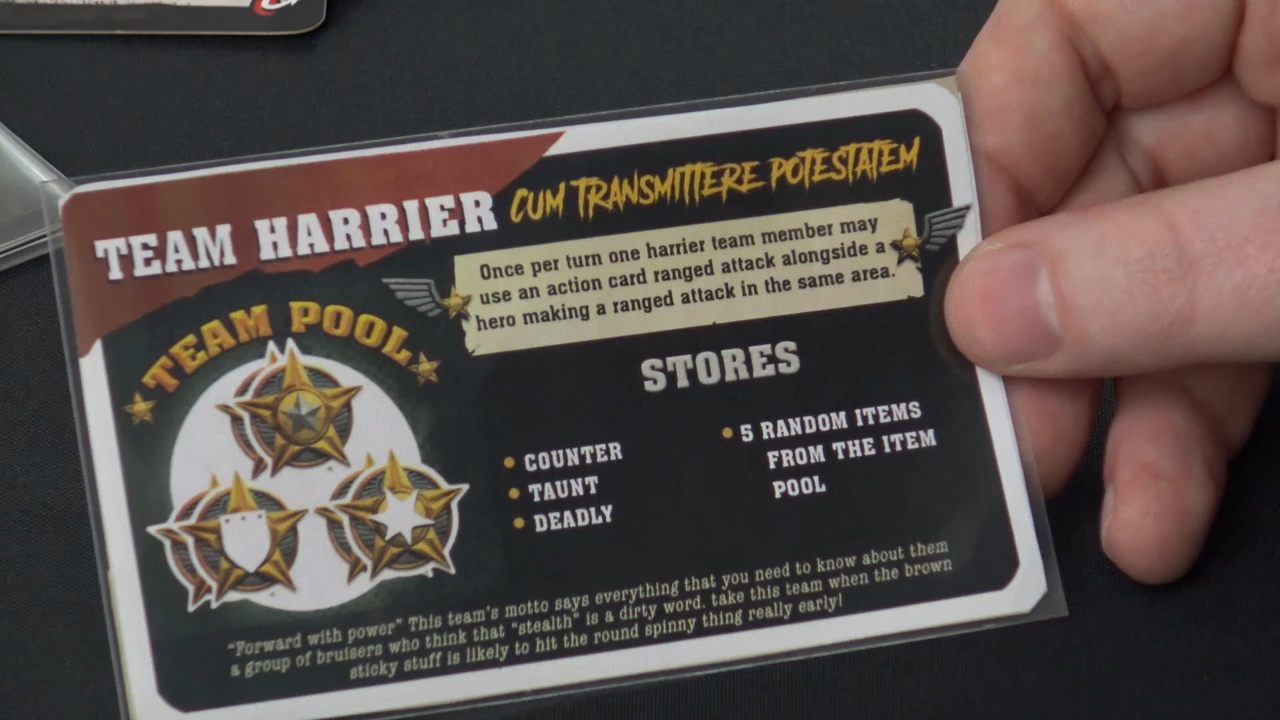 TEAM HARRIER
CUM TRANSMITTERE POTESTATEM
Once per turn one harrier team member may
use an action card ranged attack alongside a
hero making a ranged attack in the same area.
TEAM POOL
STORES
• COUNTER
• TAUNT
• DEADLY
• 5 RANDOM ITEMS
FROM THE ITEM
POOL
"Forward with power" This team's motto says everything that you need to know about them
a group of bruisers who think that "stealth" is a dirty word. take this team when the brown
sticky stuff is likely to hit the round spinny thing really early!